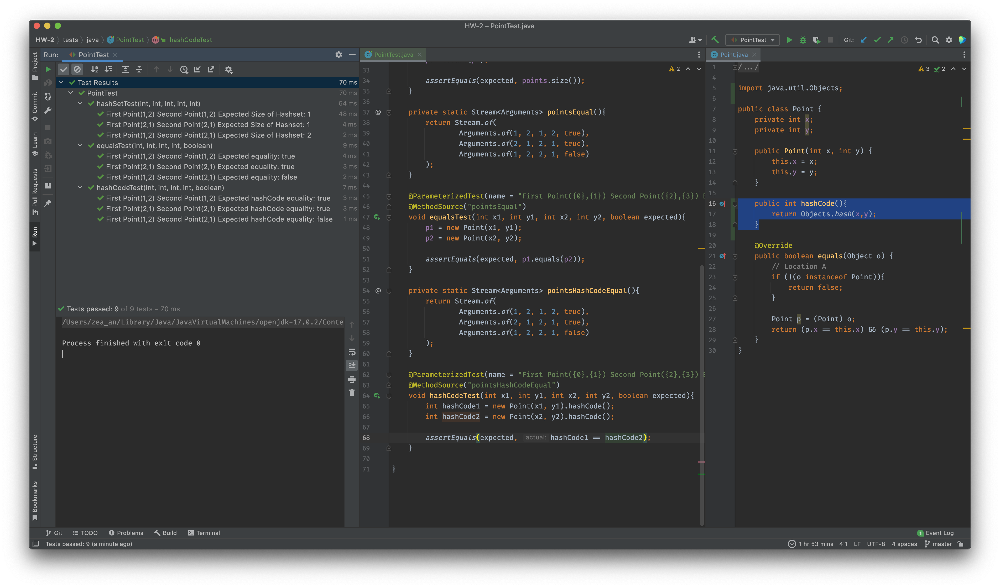 HW-2 – PointTest.java
HW-2 tests java PointTest hashCodeTest
PointTest Git:
Run: PointTest
PointTest.java
Point.java
Project
Commit
Learn
Pull Requests
Run
Structure
Bookmarks
Test Results 70 ms
PointTest 70 ms
hashSetTest(int, int, int, int, int) 54 ms
First Point(1,2) Second Point(1,2) Expected Size of Hashset: 1 48 ms
First Point(2,1) Second Point(2,1) Expected Size of Hashset: 1 4 ms
First Point(1,2) Second Point(2,1) Expected Size of Hashset: 2 2 ms
equalsTest(int, int, int, int, boolean) 9 ms
First Point(1,2) Second Point(1,2) Expected equality: true 4 ms
First Point(2,1) Second Point(2,1) Expected equality: true 3 ms
First Point(1,2) Second Point(2,1) Expected equality: false 2 ms
hashCodeTest(int, int, int, int, boolean) 7 ms
First Point(1,2) Second Point(1,2) Expected hashCode equality: true 3 ms
First Point(2,1) Second Point(2,1) Expected hashCode equality: true 3 ms
First Point(1,2) Second Point(2,1) Expected hashCode equality: false 1 ms
Tests passed: 9 of 9 tests – 70 ms
/Users/zea_an/Library/Java/JavaVirtualMachines/openjdk-17.0.2/Conte
Process finished with exit code 0
2
33
34 assertEquals(expected, points.size());
35 }
36
37 @ private static Stream<Arguments> pointsEqual(){
38 return Stream.of(
39 Arguments.of(1, 2, 1, 2, true),
40 Arguments.of(2, 1, 2, 1, true),
41 Arguments.of(1, 2, 2, 1, false)
42 );
43 }
44
45 @ParameterizedTest(name = "First Point({0},{1}) Second Point({2},{3}) E
46 @MethodSource("pointsEqual")
47 void equalsTest(int x1, int y1, int x2, int y2, boolean expected){
48 p1 = new Point(x1, y1);
49 p2 = new Point(x2, y2);
50
51 assertEquals(expected, p1.equals(p2));
52 }
53
54 @ private static Stream<Arguments> pointsHashCodeEqual(){
55 return Stream.of(
56 Arguments.of(1, 2, 1, 2, true),
57 Arguments.of(2, 1, 2, 1, true),
58 Arguments.of(1, 2, 2, 1, false)
59 );
60 }
61
62 @ParameterizedTest(name = "First Point({0},{1}) Second Point({2},{3}) E
63 @MethodSource("pointsHashCodeEqual")
64 void hashCodeTest(int x1, int y1, int x2, int y2, boolean expected){
65 int hashCode1 = new Point(x1, y1).hashCode();
66 int hashCode2 = new Point(x2, y2).hashCode();
67
68 assertEquals(expected, actual: hashCode1 == hashCode2);
69 }
70
71 }
3 2
1 /.../
4
5 import java.util.Objects;
6
7 public class Point {
8 private int x;
9 private int y;
10
11 public Point(int x, int y) {
12 this.x = x;
13 this.y = y;
14 }
15
16 public int hashCode(){
17 return Objects.hash(x,y);
18 }
19
20 @Override
21 public boolean equals(Object o) {
22 // Location A
23 if (!(o instanceof Point)){
24 return false;
25 }
26
27 Point p = (Point) o;
28 return (p.x == this.x) && (p.y == this.y);
29 }
30 }
Git TODO Problems Build Terminal 1 Event Log
Tests passed: 9 (a minute ago) 1 hr 53 mins 4:1 LF UTF-8 4 spaces master